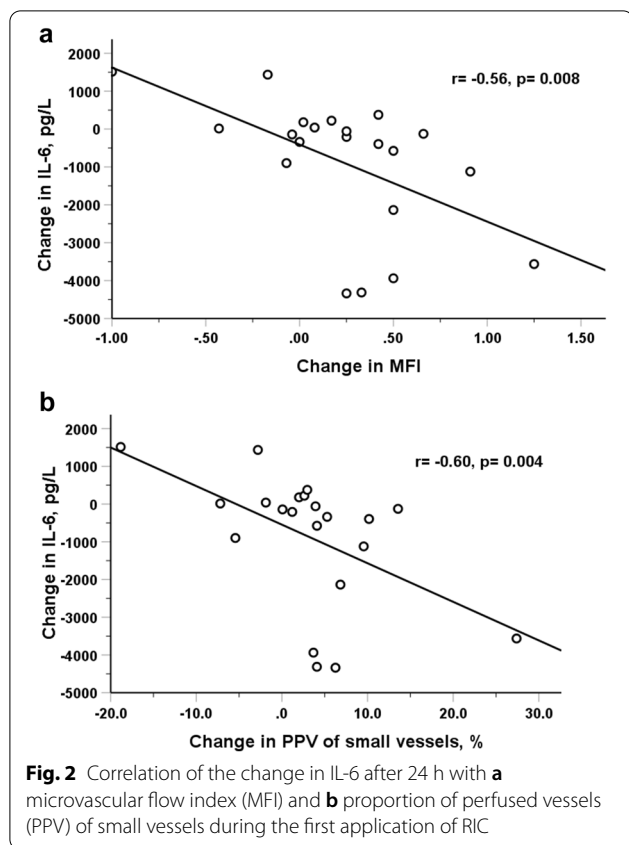 a
2000
1000
0
-1000
-2000
-3000
-4000
-5000
Change in IL-6, pg/L
r= -0.56, p= 0.008
-1.00 -.50 .00 .50 1.00 1.50
Change in MFI
b
2000
1000
0
-1000
-2000
-3000
-4000
-5000
Change in IL-6, pg/L
r= -0.60, p= 0.004
-20.0 -10.0 .0 10.0 20.0 30.0
Change in PPV of small vessels, %
Fig. 2 Correlation of the change in IL-6 after 24 h with a
microvascular flow index (MFI) and b proportion of perfused vessels
(PPV) of small vessels during the first application of RIC